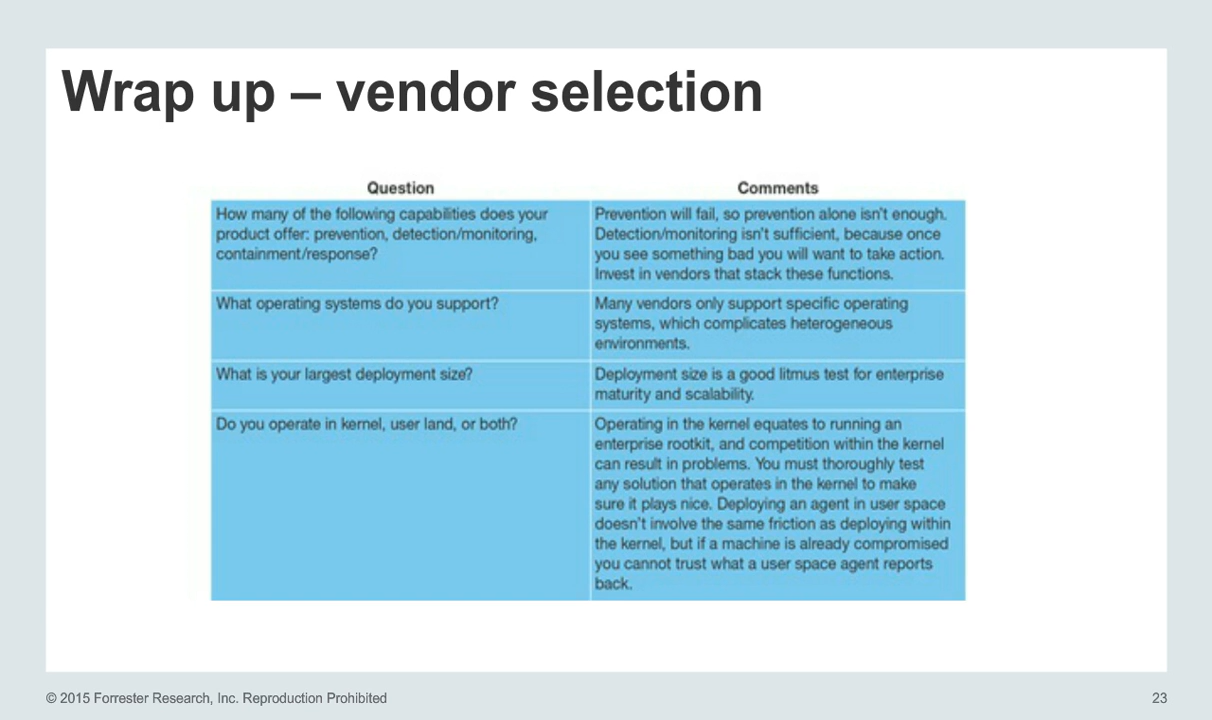 Wrap up – vendor selection
Question
Comments
How many of the following capabilities does your
product offer: prevention, detection/monitoring,
containment/response?
Prevention will fail, so prevention alone isn't enough.
Detection/monitoring isn't sufficient, because once
you see something bad you will want to take action.
Invest in vendors that stack these functions.
What operating systems do you support?
Many vendors only support specific operating
systems, which complicates heterogeneous
environments.
What is your largest deployment size?
Deployment size is a good litmus test for enterprise
maturity and scalability.
Do you operate in kernel, user land, or both?
Operating in the kernel equates to running an
enterprise rootkit, and competition within the kernel
can result in problems. You must thoroughly test
any solution that operates in the kernel to make
sure it plays nice. Deploying an agent in user space
doesn't involve the same friction as deploying within
the kernel, but if a machine is already compromised
you cannot trust what a user space agent reports
back.
© 2015 Forrester Research, Inc. Reproduction Prohibited
23